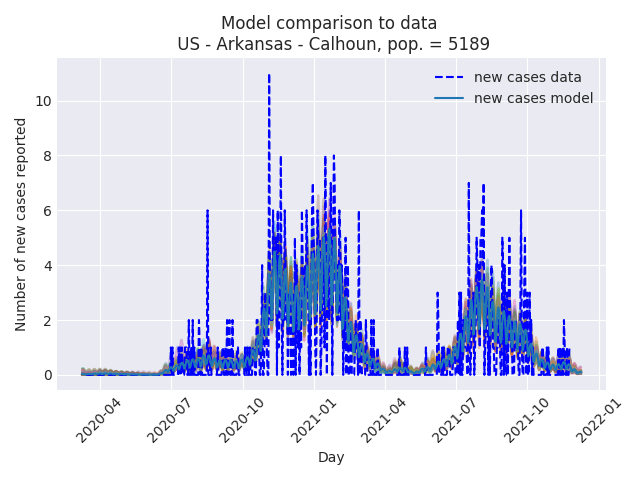 Model comparison to data
US - Arkansas - Calhoun, pop. = 5189
new cases data
new cases model
Number of new cases reported
10
8
6
4
2
0
2020-04
2020-07
2020-10
2021-01
2021-04
2021-07
2021-10
2022-01
Day